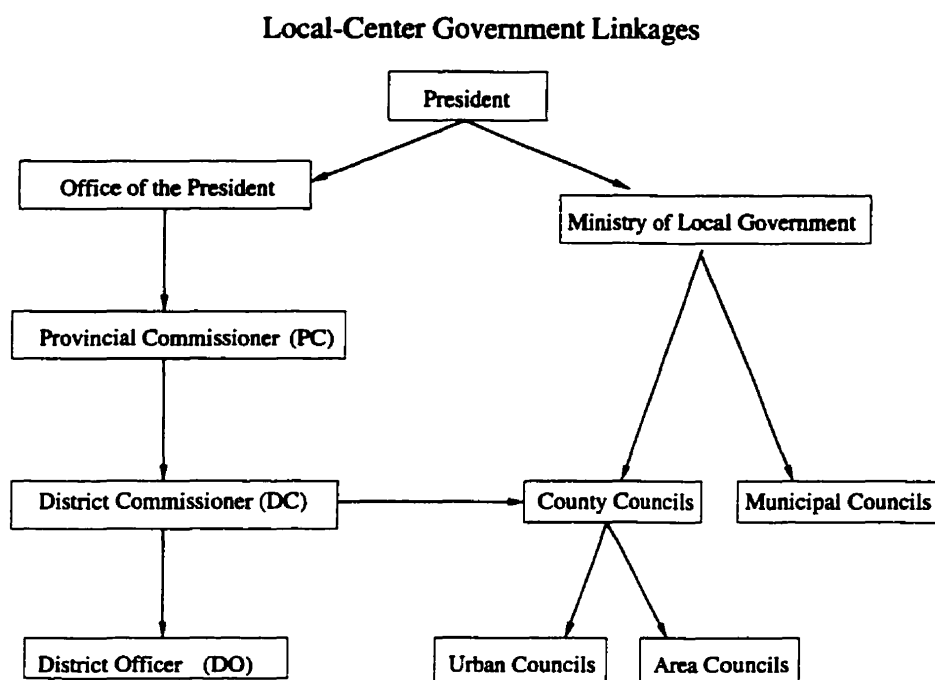 Local-Center Government Linkages
President
Office of the President
Ministry of Local Government
Provincial Commissioner (PC)
District Commissioner (DC)
County Councils
Municipal Councils
District Officer (DO)
Urban Councils
Area Councils